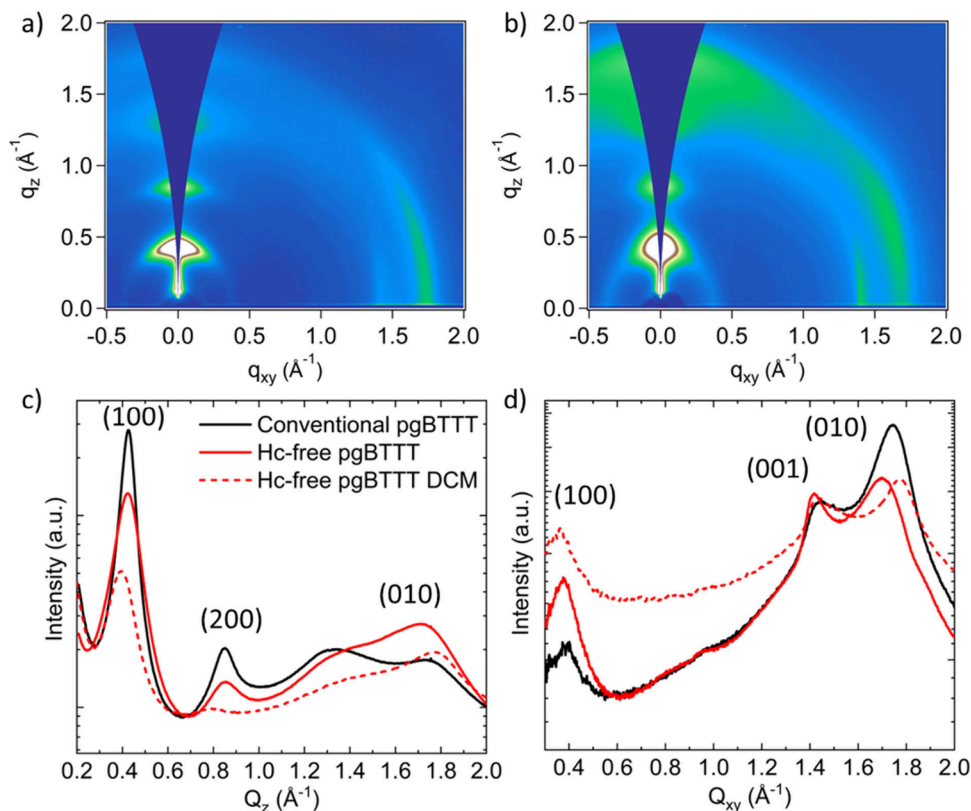 a)
2.0
1.5
1.0
0.5
0.0
q_z (Å⁻¹)
-0.5 0.0 0.5 1.0 1.5 2.0
q_xy (Å⁻¹)
b)
2.0
1.5
1.0
0.5
0.0
q_z (Å⁻¹)
-0.5 0.0 0.5 1.0 1.5 2.0
q_xy (Å⁻¹)
c)
(100)
Conventional pgBTTT
Hc-free pgBTTT
Hc-free pgBTTT DCM
(200)
(010)
Intensity (a.u.)
0.2 0.4 0.6 0.8 1.0 1.2 1.4 1.6 1.8 2.0
Q_z (Å⁻¹)
d)
(010)
(001)
(100)
Intensity (a.u.)
0.4 0.6 0.8 1.0 1.2 1.4 1.6 1.8 2.0
Q_xy (Å⁻¹)